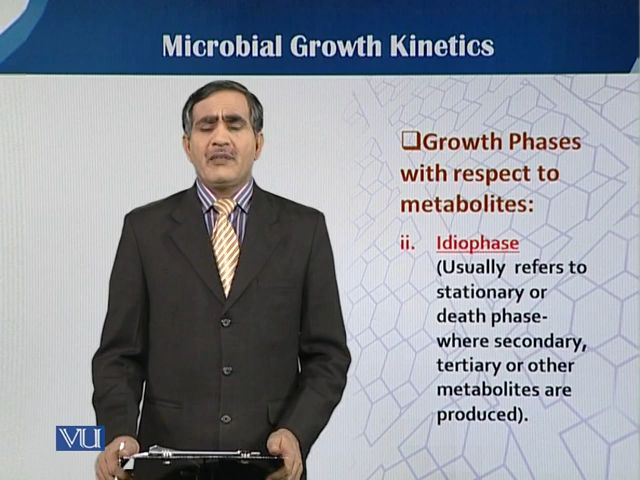 Microbial Growth Kinetics
❑Growth Phases
with respect to
metabolites:
ii. Idiophase
(Usually refers to
stationary or
death phase-
where secondary,
tertiary or other
metabolites are
produced).
VU